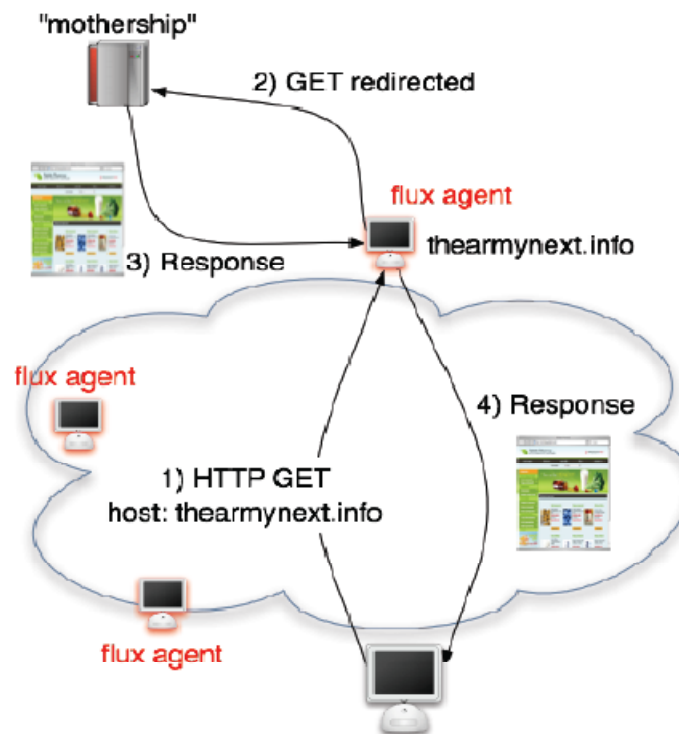 "mothership"
2) GET redirected
flux agent
thearmynext.info
3) Response
flux agent
4) Response
1) HTTP GET
host: thearmynext.info
flux agent